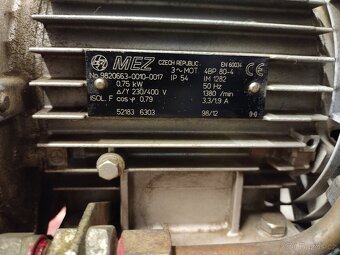 MEZ CZECH REPUBLIC EN 60034
No. 9820663-0010-0017 3~MOT. 4BP 80-4 CE
0,75 kW IP 54 IM 1282
Δ/Y 230/400 V 50 Hz
ISOL. F cos φ 0,79 1380 /min
3,3/1,9 A
52183 6303 98/12